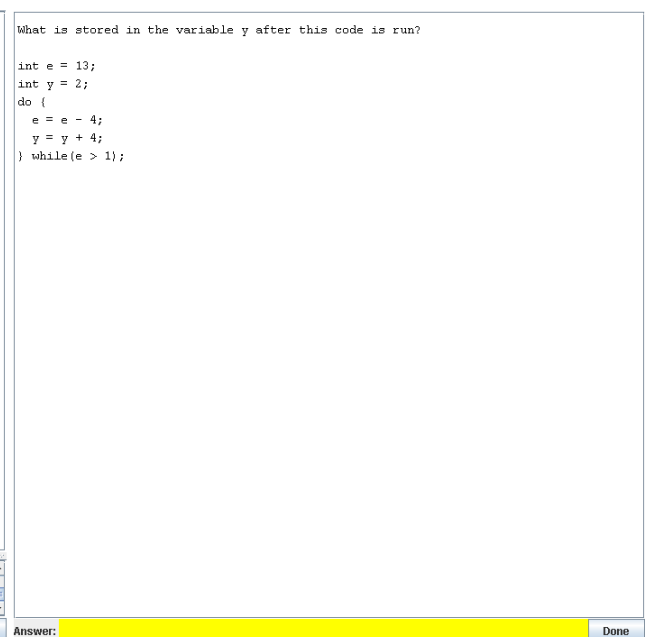 What is stored in the variable y after this code is run?
int e = 13;
int y = 2;
do {
  e = e - 4;
  y = y + 4;
} while(e > 1);
Answer:
Done